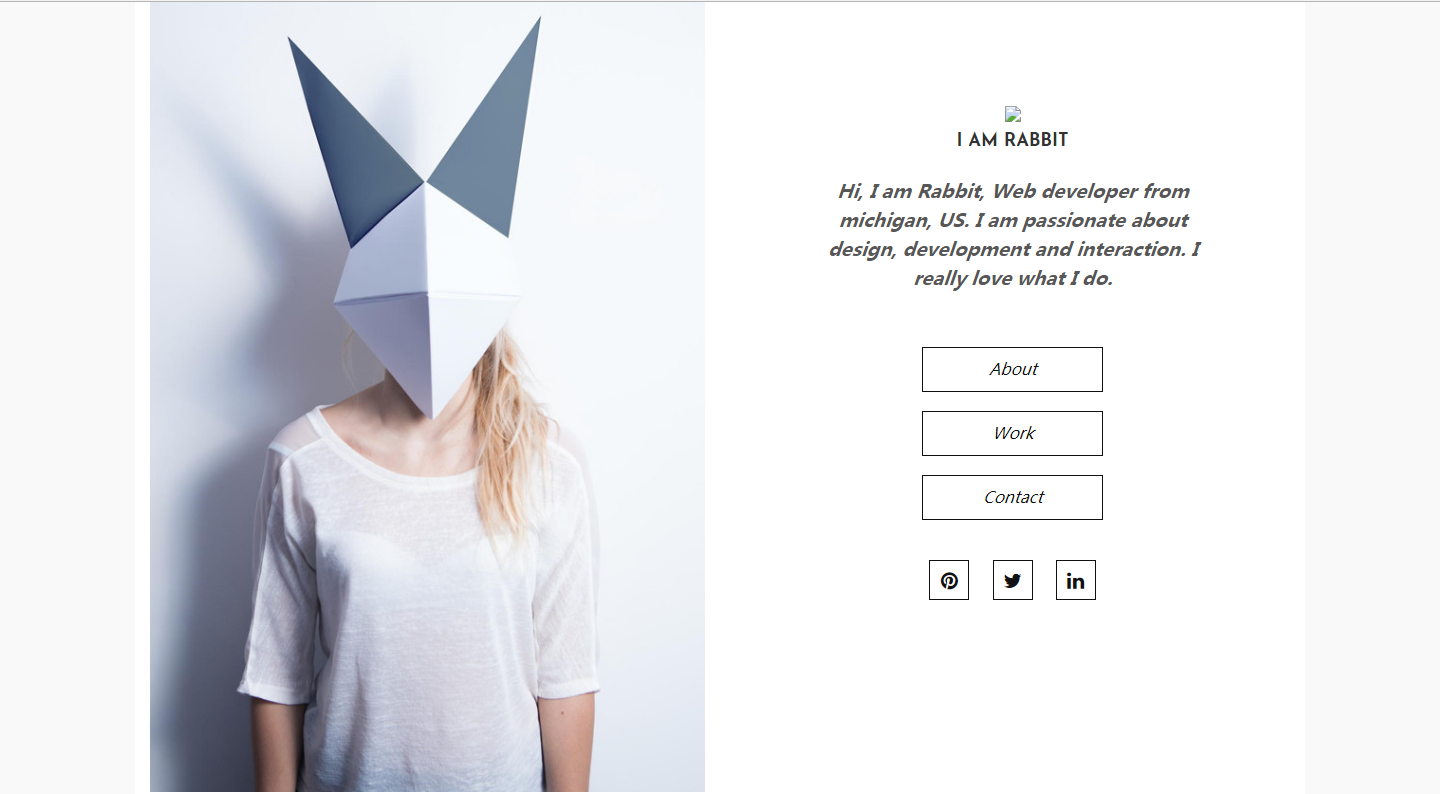 I AM RABBIT
Hi, I am Rabbit, Web developer from
michigan, US. I am passionate about
design, development and interaction. I
really love what I do.
About
Work
Contact